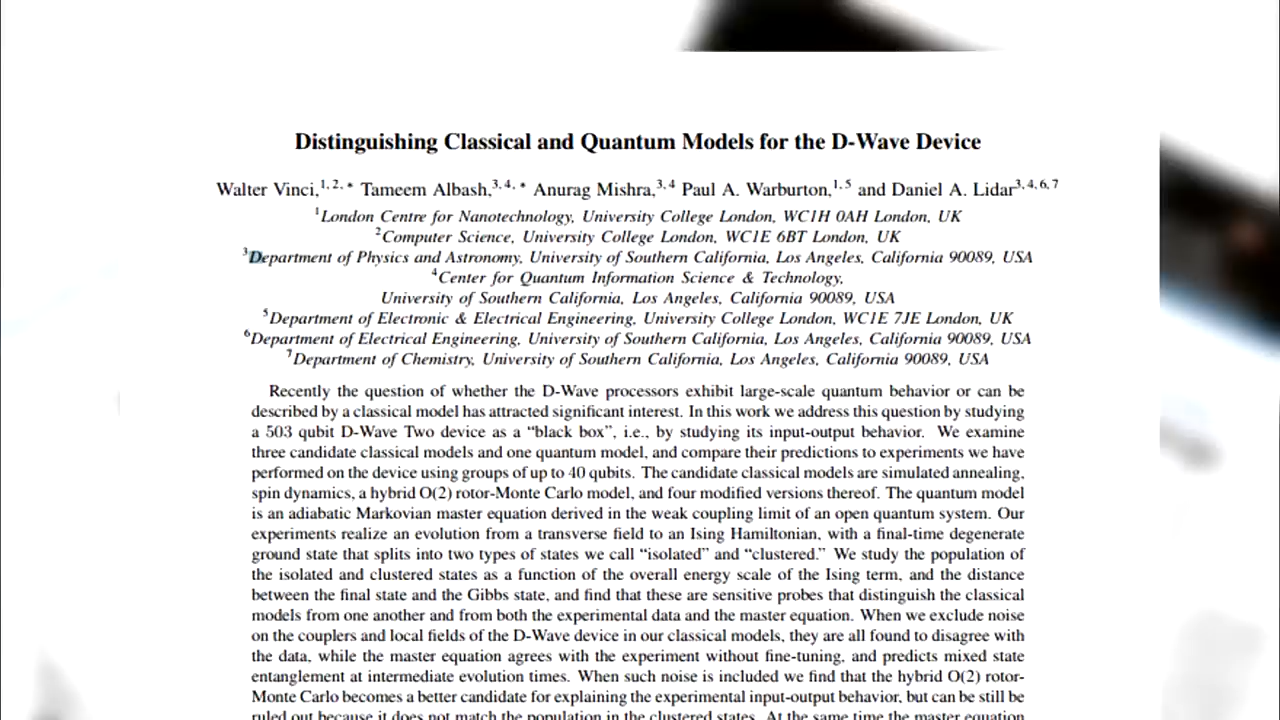 Distinguishing Classical and Quantum Models for the D-Wave Device
Walter Vinci,1, 2, * Tameem Albash,3, 4, * Anurag Mishra,3, 4 Paul A. Warburton,1, 5 and Daniel A. Lidar3, 4, 6, 7
1London Centre for Nanotechnology, University College London, WC1H 0AH London, UK
2Computer Science, University College London, WC1E 6BT London, UK
3Department of Physics and Astronomy, University of Southern California, Los Angeles, California 90089, USA
4Center for Quantum Information Science & Technology,
University of Southern California, Los Angeles, California 90089, USA
5Department of Electronic & Electrical Engineering, University College London, WC1E 7JE London, UK
6Department of Electrical Engineering, University of Southern California, Los Angeles, California 90089, USA
7Department of Chemistry, University of Southern California, Los Angeles, California 90089, USA
Recently the question of whether the D-Wave processors exhibit large-scale quantum behavior or can be
described by a classical model has attracted significant interest. In this work we address this question by studying
a 503 qubit D-Wave Two device as a “black box”, i.e., by studying its input-output behavior. We examine
three candidate classical models and one quantum model, and compare their predictions to experiments we have
performed on the device using groups of up to 40 qubits. The candidate classical models are simulated annealing,
spin dynamics, a hybrid O(2) rotor-Monte Carlo model, and four modified versions thereof. The quantum model
is an adiabatic Markovian master equation derived in the weak coupling limit of an open quantum system. Our
experiments realize an evolution from a transverse field to an Ising Hamiltonian, with a final-time degenerate
ground state that splits into two types of states we call “isolated” and “clustered.” We study the population of
the isolated and clustered states as a function of the overall energy scale of the Ising term, and the distance
between the final state and the Gibbs state, and find that these are sensitive probes that distinguish the classical
models from one another and from both the experimental data and the master equation. When we exclude noise
on the couplers and local fields of the D-Wave device in our classical models, they are all found to disagree with
the data, while the master equation agrees with the experiment without fine-tuning, and predicts mixed state
entanglement at intermediate evolution times. When such noise is included we find that the hybrid O(2) rotor-
Monte Carlo becomes a better candidate for explaining the experimental input-output behavior, but can be still be
ruled out because it does not match the population in the clustered states. At the same time the master equation